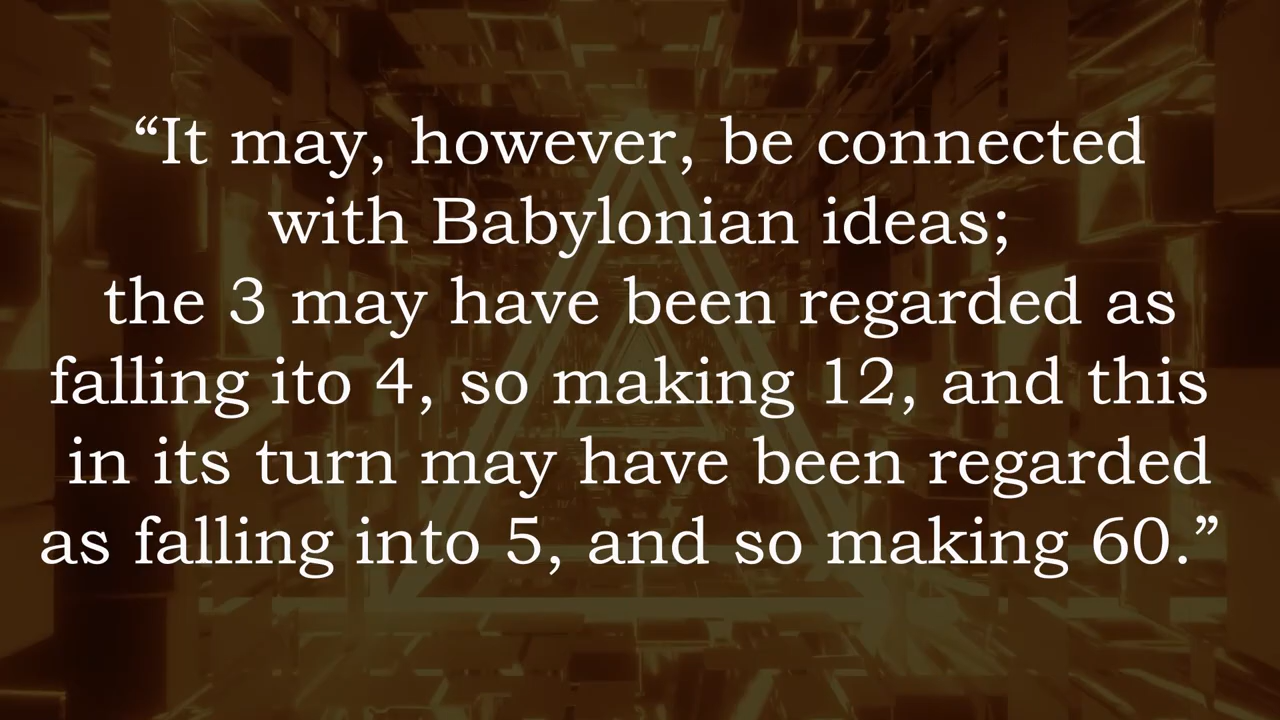 “It may, however, be connected
with Babylonian ideas;
the 3 may have been regarded as
falling ito 4, so making 12, and this
in its turn may have been regarded
as falling into 5, and so making 60.”